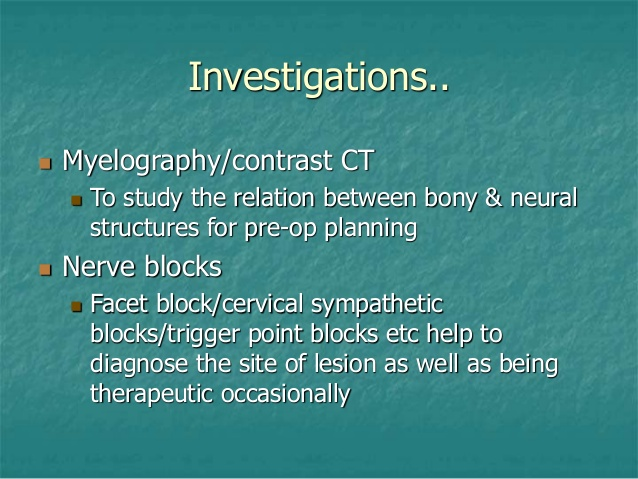 Investigations..
Myelography/contrast CT
To study the relation between bony & neural
structures for pre-op planning
Nerve blocks
Facet block/cervical sympathetic
blocks/trigger point blocks etc help to
diagnose the site of lesion as well as being
therapeutic occasionally